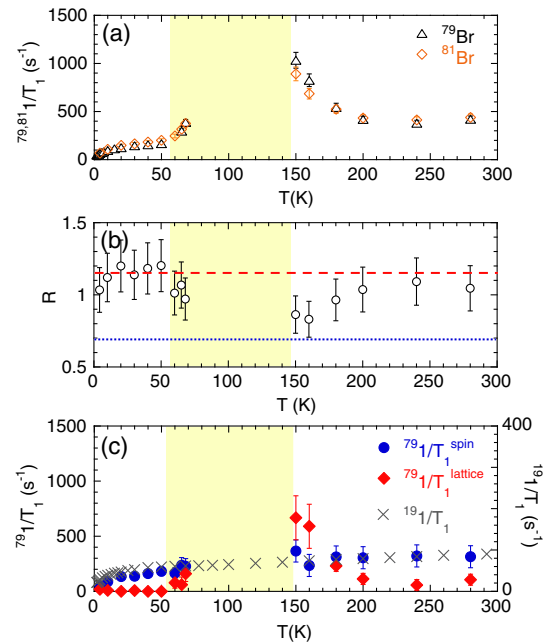 (a)
79Br
81Br
79,811/T1 (s-1)
1500
1000
500
0
0 50 100 150 200 250 300
T(K)
(b)
R
1.5
1
0.5
0 50 100 150 200 250 300
T (K)
(c)
791/T1spin
791/T1lattice
191/T1
791/T1 (s-1)
1500
1000
500
0
400
0
191/T1 (s-1)
0 50 100 150 200 250 300
T(K)